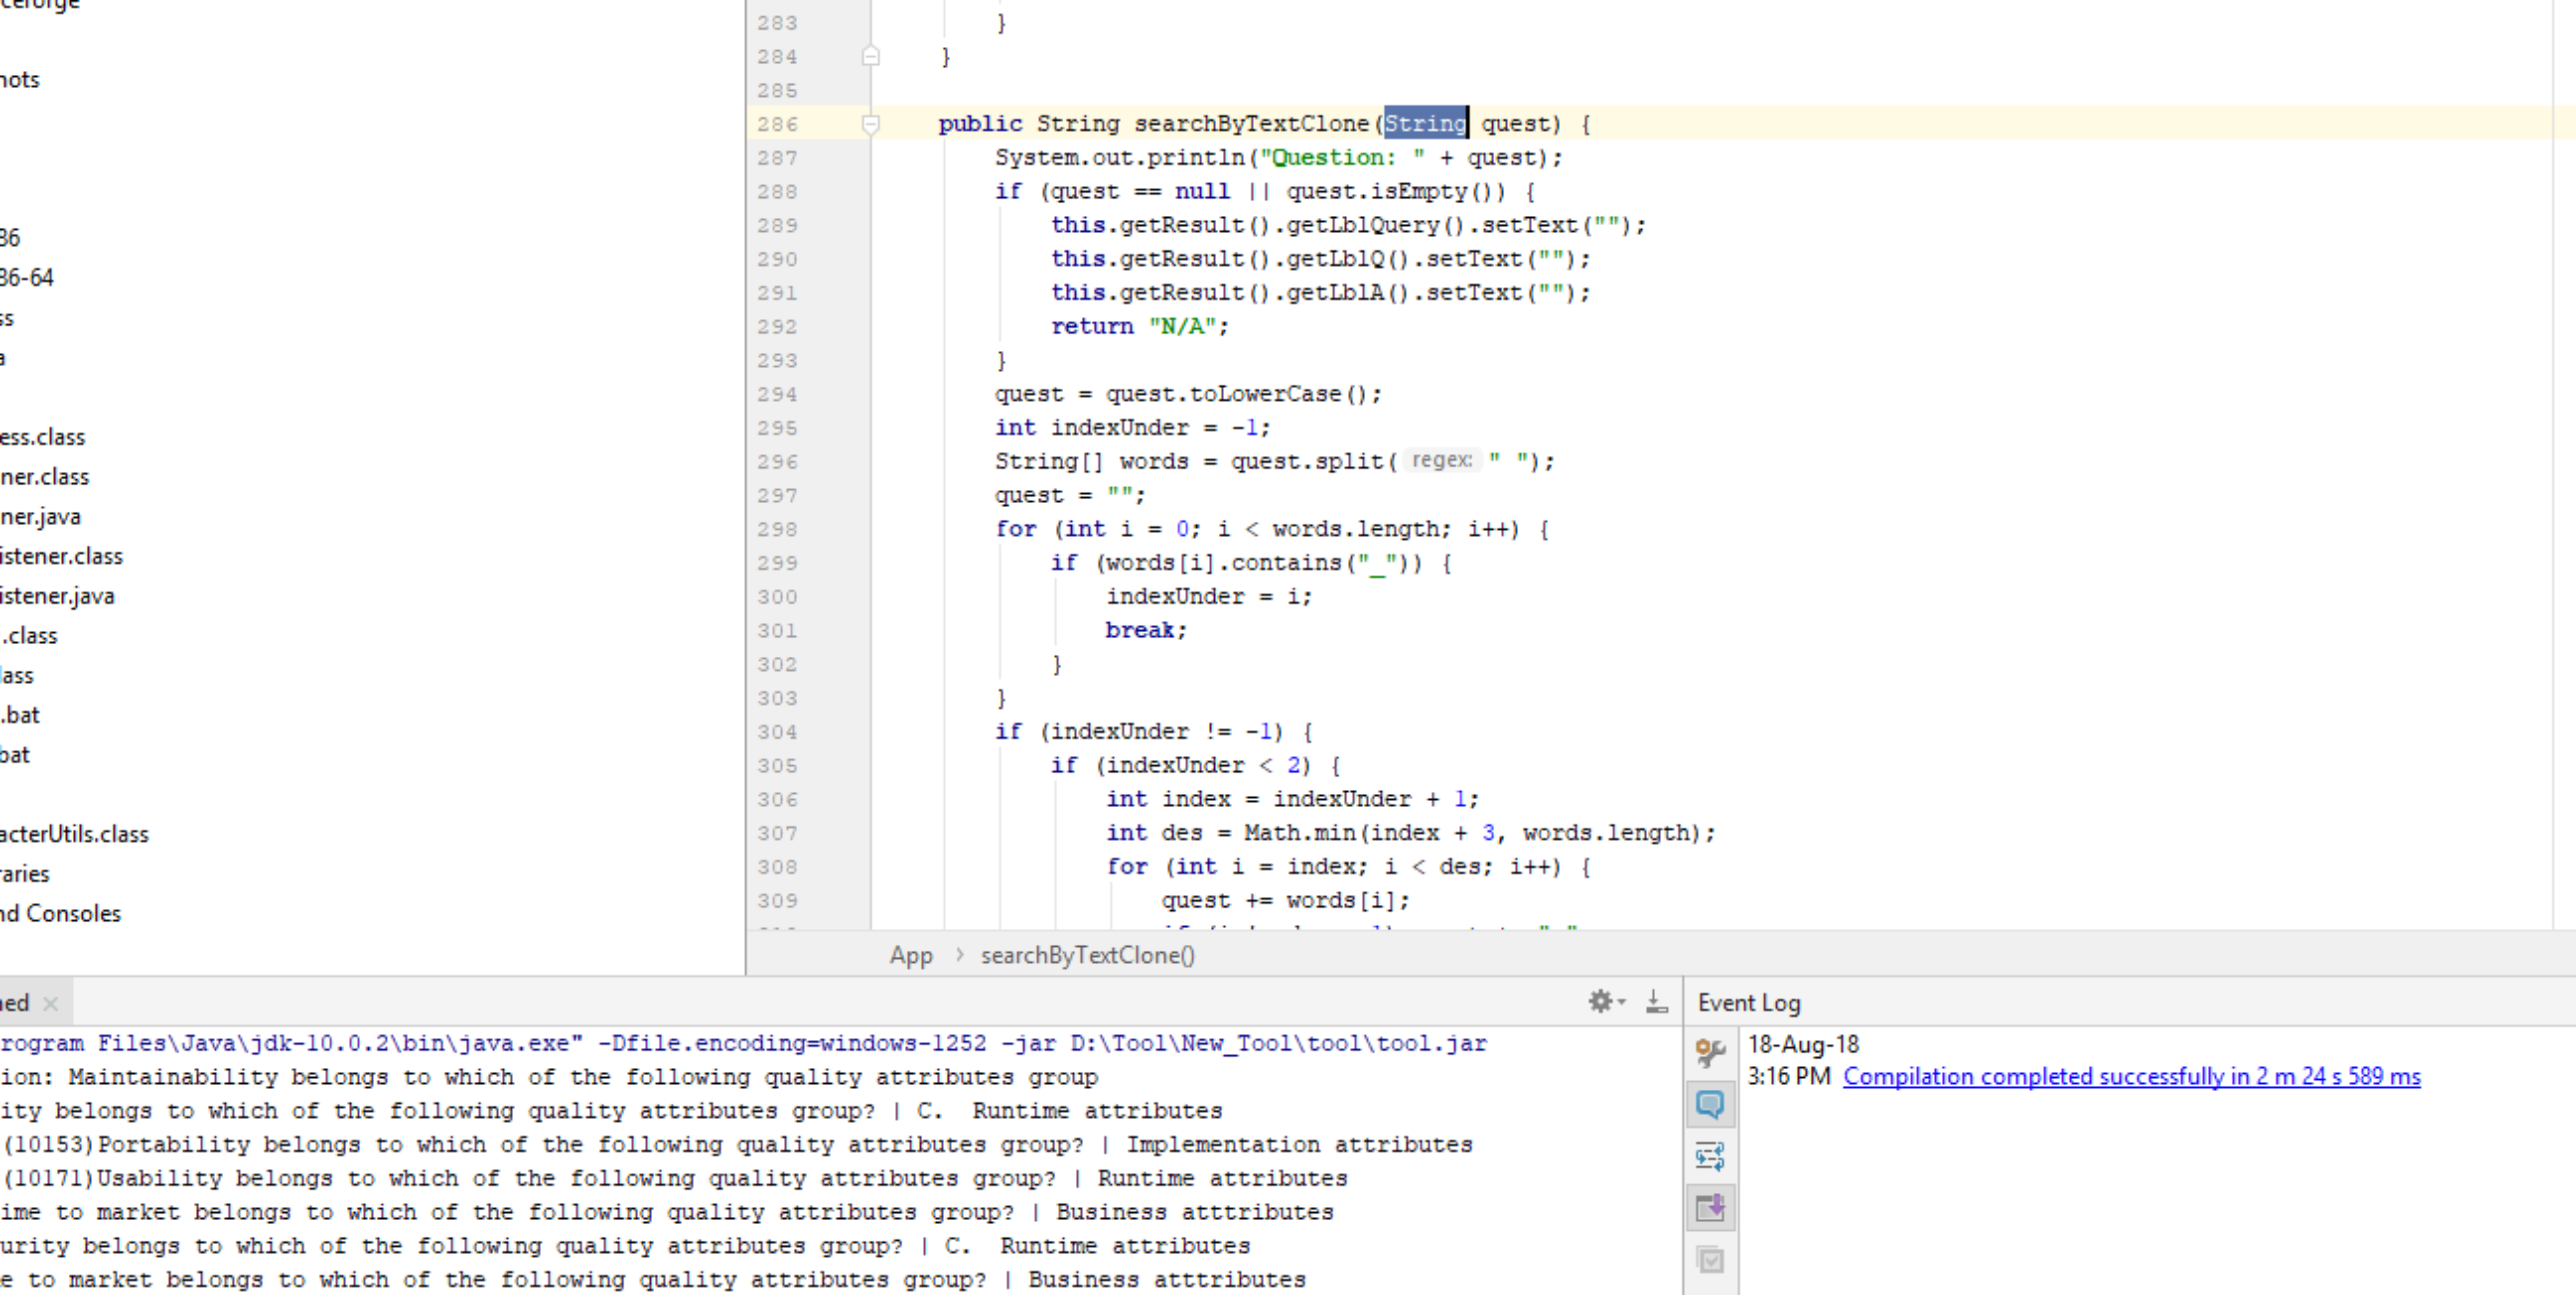 hots
86
86-64
ss
a
ess.class
ner.class
ner.java
istener.class
istener.java
.class
lass
.bat
bat
acterUtils.class
raries
nd Consoles
283 }
284 }
285
286 public String searchByTextClone(String quest) {
287 System.out.println("Question: " + quest);
288 if (quest == null || quest.isEmpty()) {
289 this.getResult().getLblQuery().setText("");
290 this.getResult().getLblQ().setText("");
291 this.getResult().getLblA().setText("");
292 return "N/A";
293 }
294 quest = quest.toLowerCase();
295 int indexUnder = -1;
296 String[] words = quest.split( regex: " ");
297 quest = "";
298 for (int i = 0; i < words.length; i++) {
299 if (words[i].contains("_")) {
300 indexUnder = i;
301 break;
302 }
303 }
304 if (indexUnder != -1) {
305 if (indexUnder < 2) {
306 int index = indexUnder + 1;
307 int des = Math.min(index + 3, words.length);
308 for (int i = index; i < des; i++) {
309 quest += words[i];
App > searchByTextClone()
ned
rogram Files\Java\jdk-10.0.2\bin\java.exe" -Dfile.encoding=windows-1252 -jar D:\Tool\New_Tool\tool\tool.jar
ion: Maintainability belongs to which of the following quality attributes group
ity belongs to which of the following quality attributes group? | C.  Runtime attributes
(10153)Portability belongs to which of the following quality attributes group? | Implementation attributes
(10171)Usability belongs to which of the following quality attributes group? | Runtime attributes
ime to market belongs to which of the following quality attributes group? | Business atttributes
urity belongs to which of the following quality attributes group? | C.  Runtime attributes
e to market belongs to which of the following quality attributes group? | Business atttributes
Event Log
18-Aug-18
3:16 PM Compilation completed successfully in 2 m 24 s 589 ms